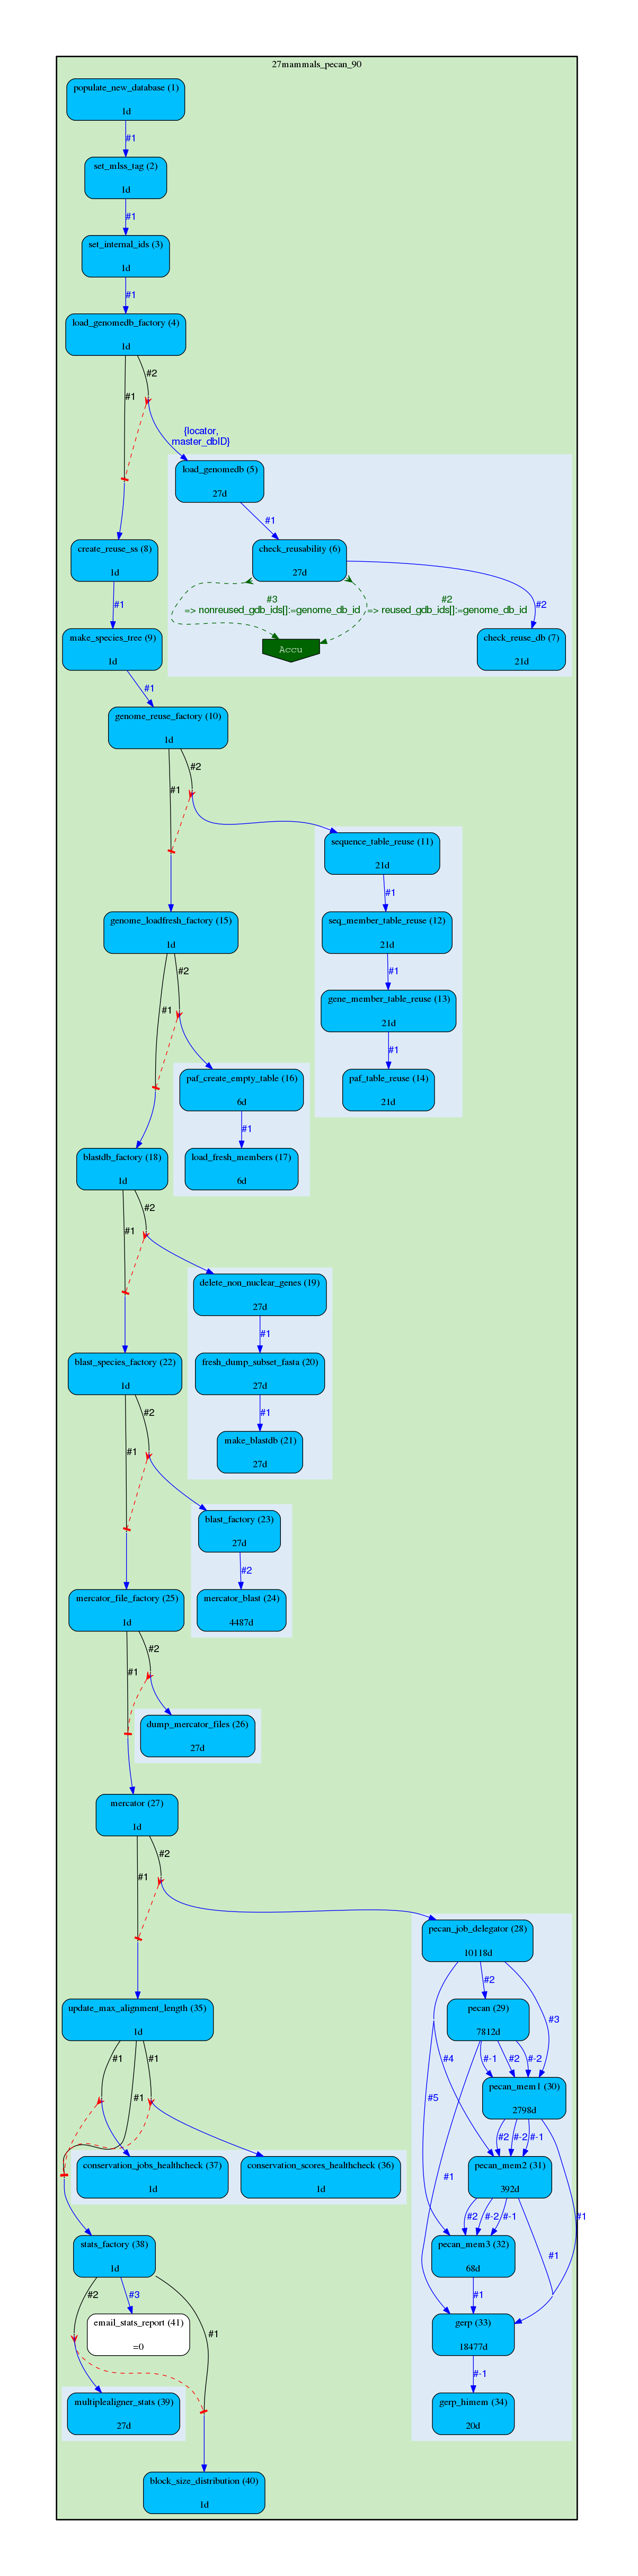 27mammals_pecan_90
populate_new_database (1)
1d
#1
set_mlss_tag (2)
1d
#1
set_internal_ids (3)
1d
#1
load_genomedb_factory (4)
1d
#2
#1
{locator,
master_dbID}
load_genomedb (5)
27d
#1
check_reusability (6)
27d
create_reuse_ss (8)
1d
#3
=> nonreused_gdb_ids[]:=genome_db_id
#2
=> reused_gdb_ids[]:=genome_db_id
#2
#1
Accu
make_species_tree (9)
1d
check_reuse_db (7)
21d
#1
genome_reuse_factory (10)
1d
#2
#1
sequence_table_reuse (11)
21d
#1
genome_loadfresh_factory (15)
1d
seq_member_table_reuse (12)
21d
#2
#1
#1
gene_member_table_reuse (13)
21d
#1
paf_create_empty_table (16)
6d
paf_table_reuse (14)
21d
#1
blastdb_factory (18)
1d
load_fresh_members (17)
6d
#2
#1
delete_non_nuclear_genes (19)
27d
#1
blast_species_factory (22)
1d
fresh_dump_subset_fasta (20)
27d
#2
#1
#1
make_blastdb (21)
27d
blast_factory (23)
27d
#2
mercator_file_factory (25)
1d
mercator_blast (24)
4487d
#2
#1
dump_mercator_files (26)
27d
mercator (27)
1d
#2
#1
pecan_job_delegator (28)
10118d
#2
update_max_alignment_length (35)
1d
pecan (29)
7812d
#3
#1
#1
#4
#-1
#2
#-2
#1
#5
pecan_mem1 (30)
2798d
#2
#-2
#-1
conservation_jobs_healthcheck (37)
1d
conservation_scores_healthcheck (36)
1d
pecan_mem2 (31)
392d
#1
#2
#-2
#-1
#1
stats_factory (38)
1d
pecan_mem3 (32)
68d
#1
#2
#3
#1
#1
email_stats_report (41)
=0
gerp (33)
18477d
#1
#-1
multiplealigner_stats (39)
27d
gerp_himem (34)
20d
block_size_distribution (40)
1d